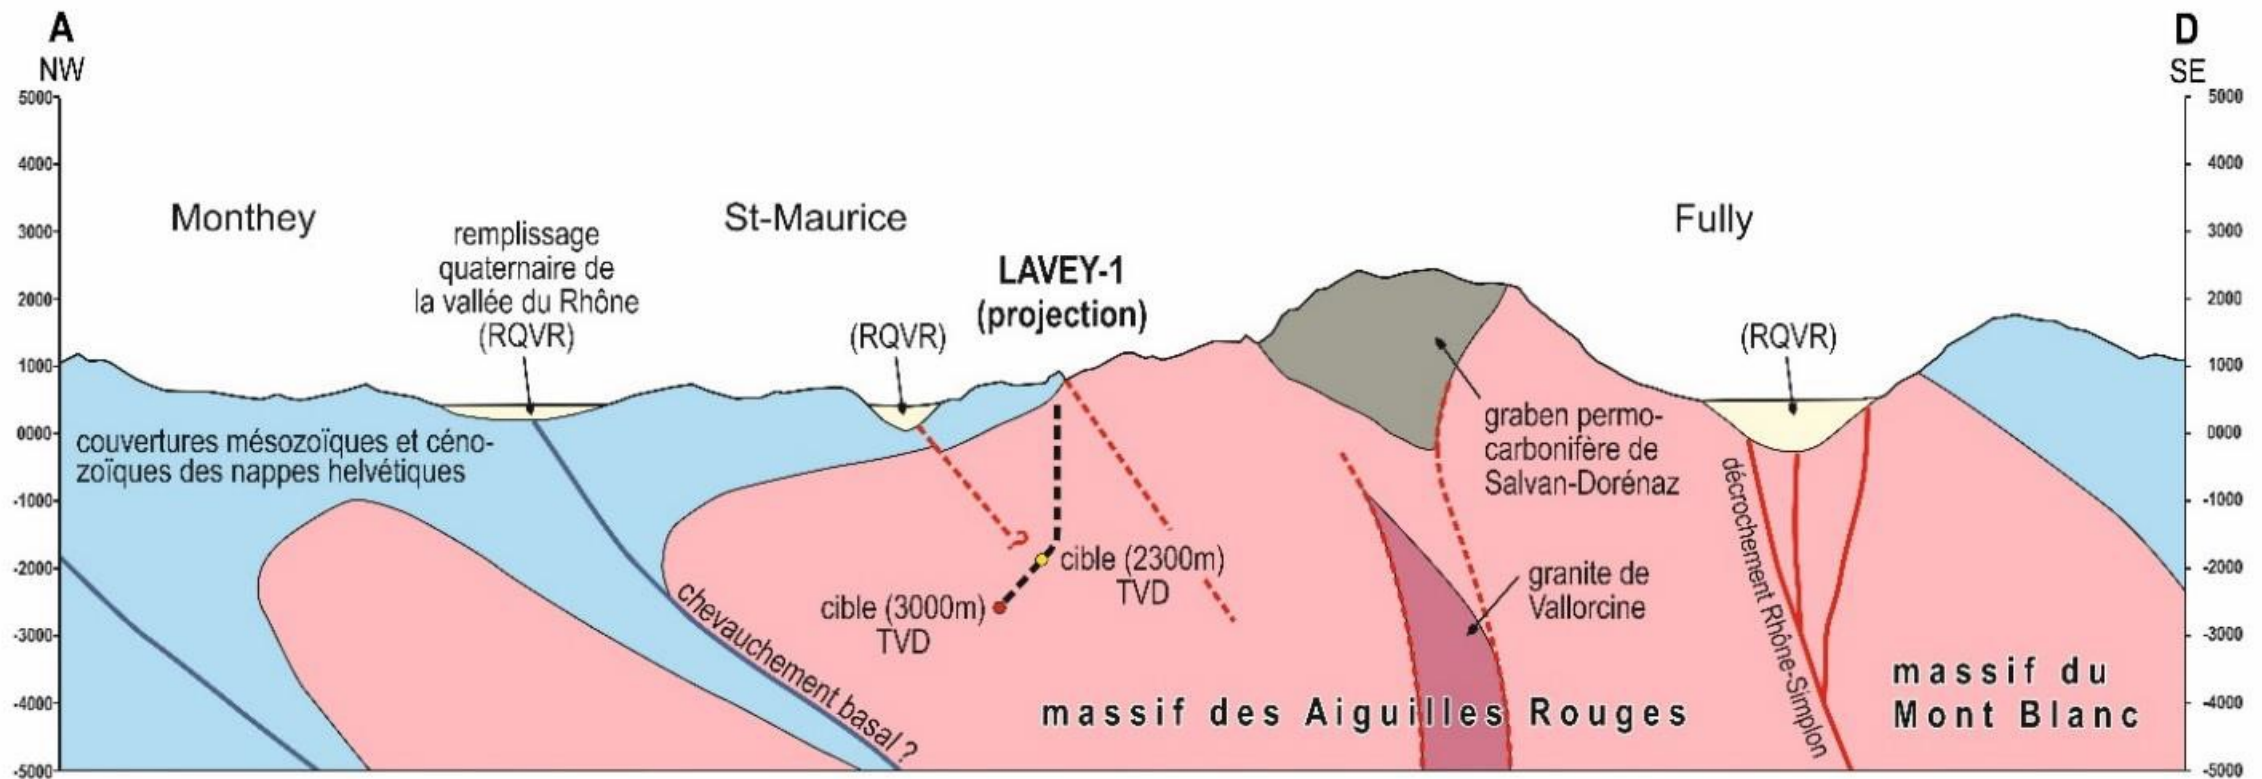 A
NW
D
SE
5000
4000
3000
2000
1000
0000
-1000
-2000
-3000
-4000
-5000
Monthey
remplissage
quaternaire de
la vallée du Rhône
(RQVR)
St-Maurice
(RQVR)
LAVEY-1
(projection)
Fully
(RQVR)
couvertures mésozoïques et céno-
zoïques des nappes helvétiques
graben permo-
carbonifère de
Salvan-Dorénaz
?
cible (2300m)
TVD
cible (3000m)
TVD
granite de
Vallorcine
chevauchement basal ?
décrochement Rhône-Simplon
massif des Aiguilles Rouges
massif du
Mont Blanc
5000
4000
3000
2000
1000
0000
-1000
-2000
-3000
-4000
-5000